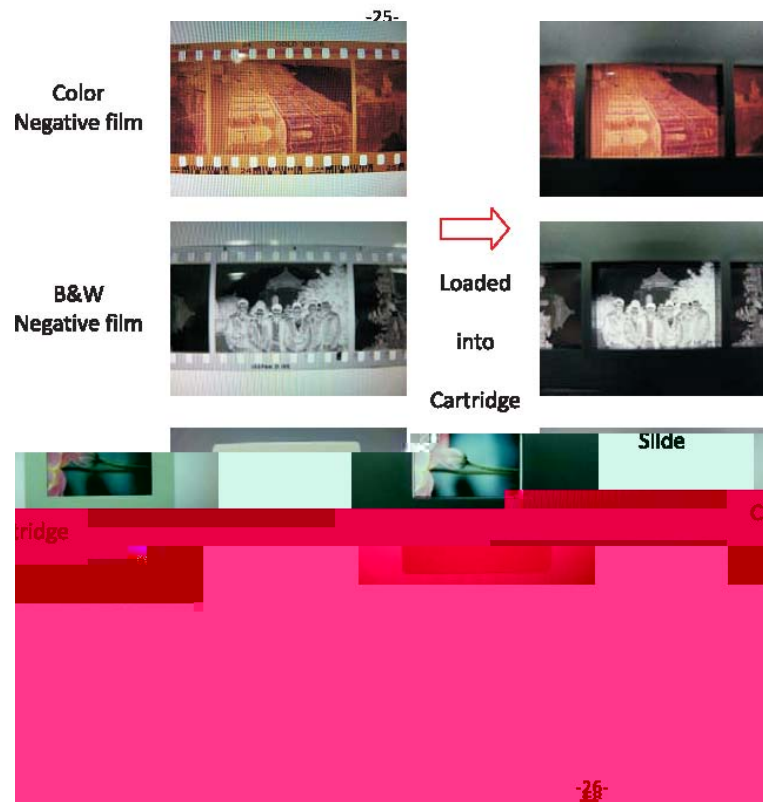 -25-
Color
Negative film
B&W
Negative film
Loaded
into
Cartridge
Slide
tridge
C
-26-